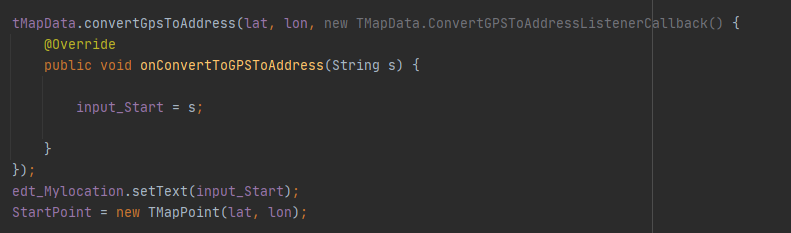 tMapData.convertGpsToAddress(lat, lon, new TMapData.ConvertGPSToAddressListenerCallback() {
@Override
public void onConvertToGPSToAddress(String s) {
input_Start = s;
}
});
edt_Mylocation.setText(input_Start);
StartPoint = new TMapPoint(lat, lon);